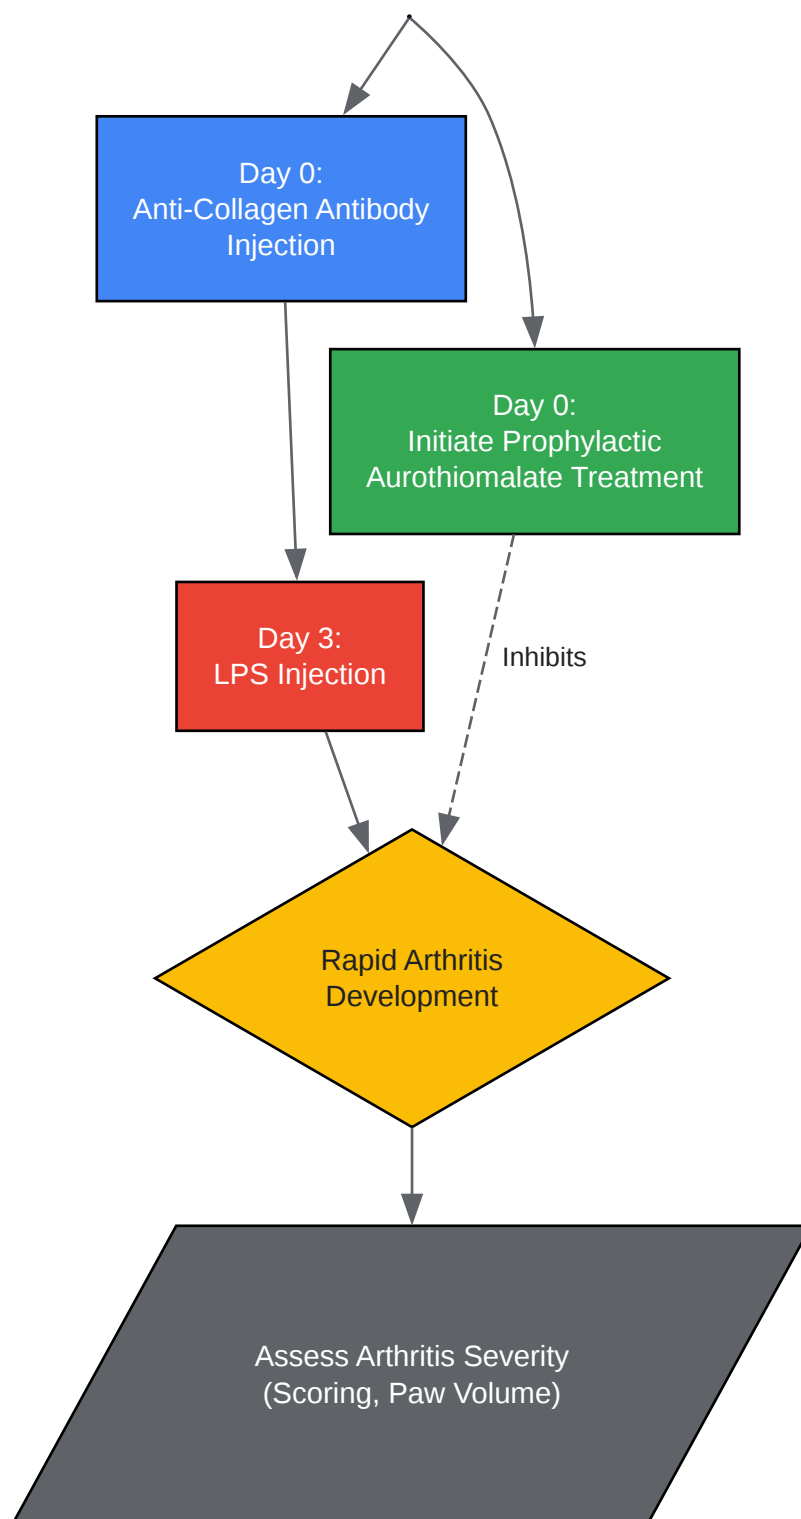 Day 0:
Anti-Collagen Antibody
Injection
Day 0:
Initiate Prophylactic
Aurothiomalate Treatment
Day 3:
LPS Injection
Inhibits
Rapid Arthritis
Development
Assess Arthritis Severity
(Scoring, Paw Volume)